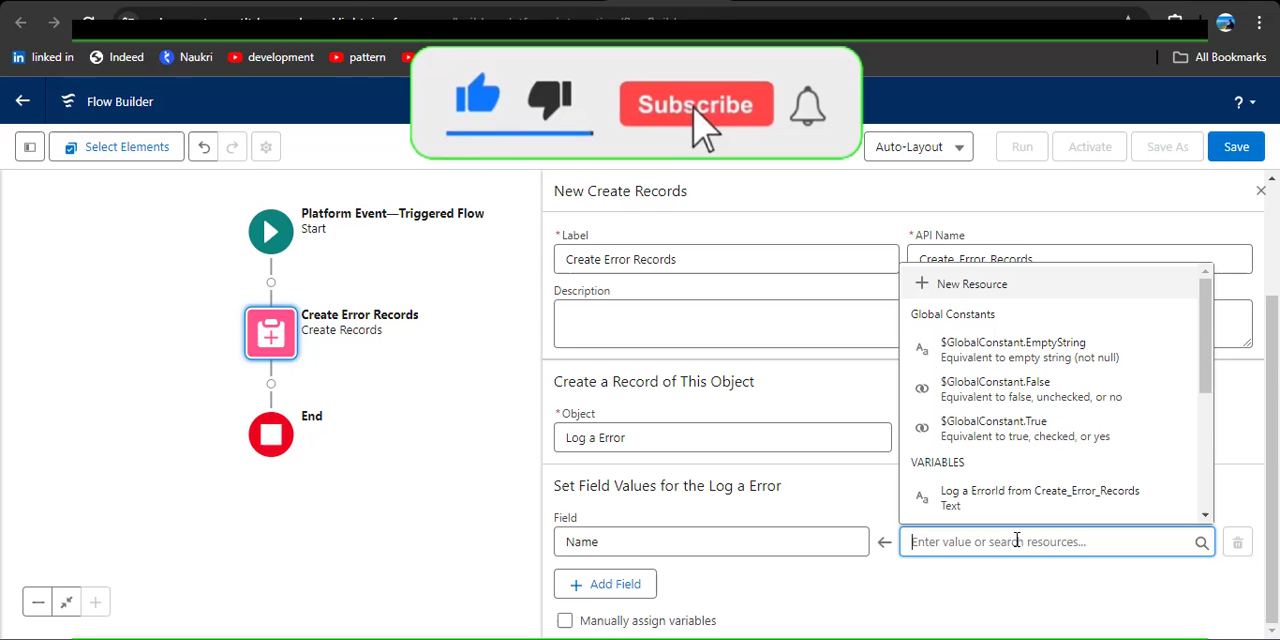 linked in Indeed Naukri development pattern All Bookmarks
Subscribe
Flow Builder ?
Select Elements Auto-Layout Run Activate Save As Save
Platform Event—Triggered Flow
Start
Create Error Records
Create Records
End
New Create Records
*Label
Create Error Records
*API Name
Create_Error_Records
Description
Create a Record of This Object
*Object
Log a Error
Set Field Values for the Log a Error
Field
Name
Enter value or search resources...
+ Add Field
Manually assign variables
+ New Resource
Global Constants
Aa $GlobalConstant.EmptyString
Equivalent to empty string (not null)
$GlobalConstant.False
Equivalent to false, unchecked, or no
$GlobalConstant.True
Equivalent to true, checked, or yes
VARIABLES
Aa Log a ErrorId from Create_Error_Records
Text